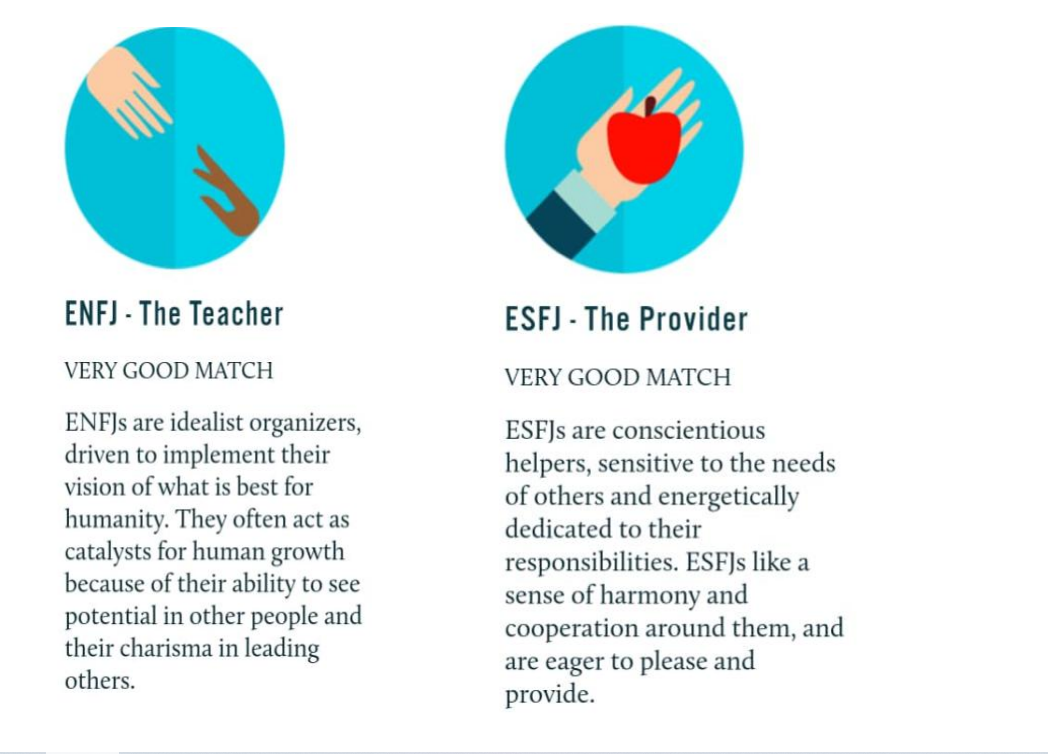 ENFJ - The Teacher
VERY GOOD MATCH
ENFJs are idealist organizers,
driven to implement their
vision of what is best for
humanity. They often act as
catalysts for human growth
because of their ability to see
potential in other people and
their charisma in leading
others.
ESFJ - The Provider
VERY GOOD MATCH
ESFJs are conscientious
helpers, sensitive to the needs
of others and energetically
dedicated to their
responsibilities. ESFJs like a
sense of harmony and
cooperation around them, and
are eager to please and
provide.